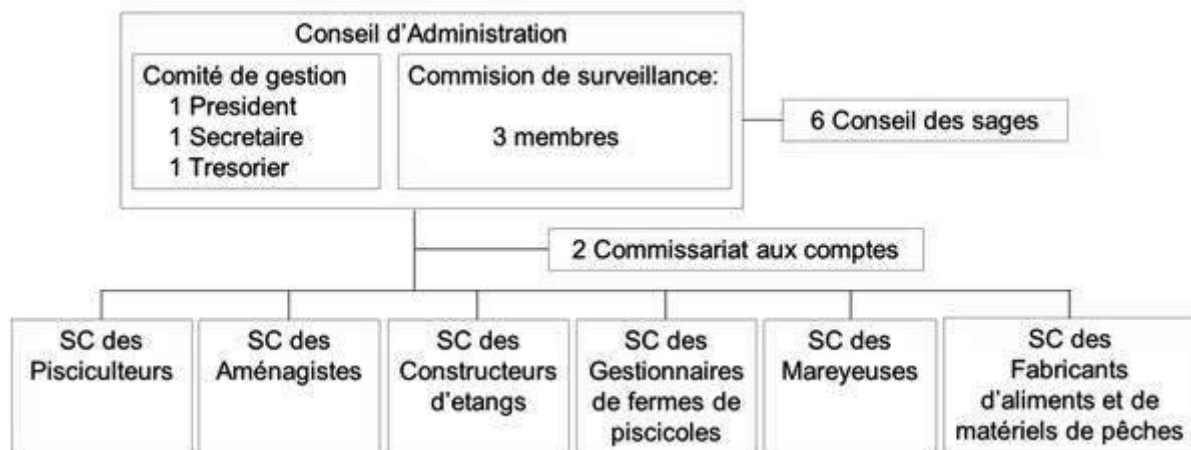 Conseil d'Administration
Comité de gestion
1 President
1 Secretaire
1 Tresorier
Commision de surveillance:
3 membres
6 Conseil des sages
2 Commissariat aux comptes
SC des
Pisciculteurs
SC des
Aménagistes
SC des
Constructeurs
d'etangs
SC des
Gestionnaires
de fermes de
piscicoles
SC des
Mareyeuses
SC des
Fabricants
d'aliments et de
matériels de pêches